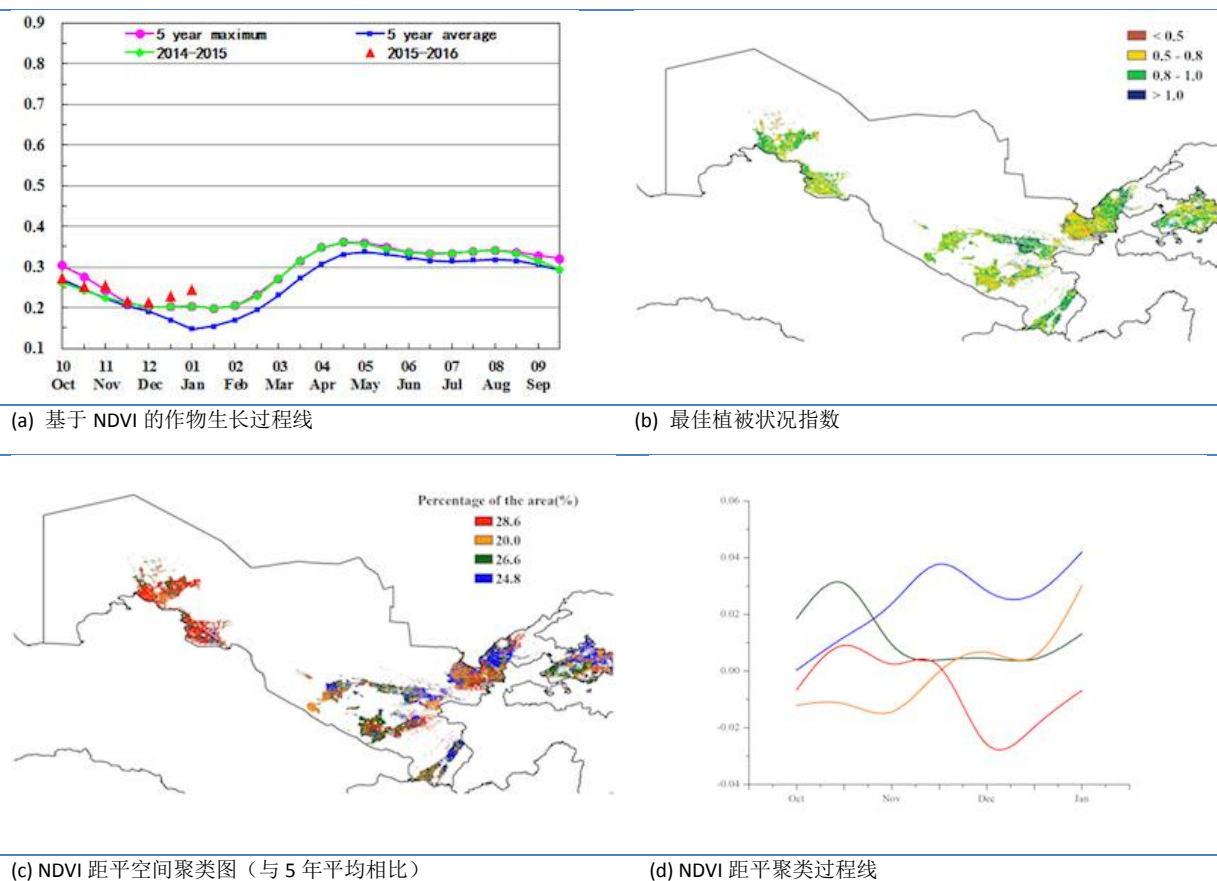 0.9
0.8
0.7
0.6
0.5
0.4
0.3
0.2
0.1
5 year maximum
5 year average
2014-2015
2015-2016
10 11 12 01 02 03 04 05 06 07 08 09
Oct Nov Dec Jan Feb Mar Apr May Jun Jul Aug Sep
< 0.5
0.5 - 0.8
0.8 - 1.0
> 1.0
(a) 基于 NDVI 的作物生长过程线
(b) 最佳植被状况指数
Percentage of the area(%)
28.6
20.0
26.6
24.8
0.06
0.04
0.02
0.00
-0.02
-0.04
Oct Nov Dec Jan
(c) NDVI 距平空间聚类图（与 5 年平均相比）
(d) NDVI 距平聚类过程线